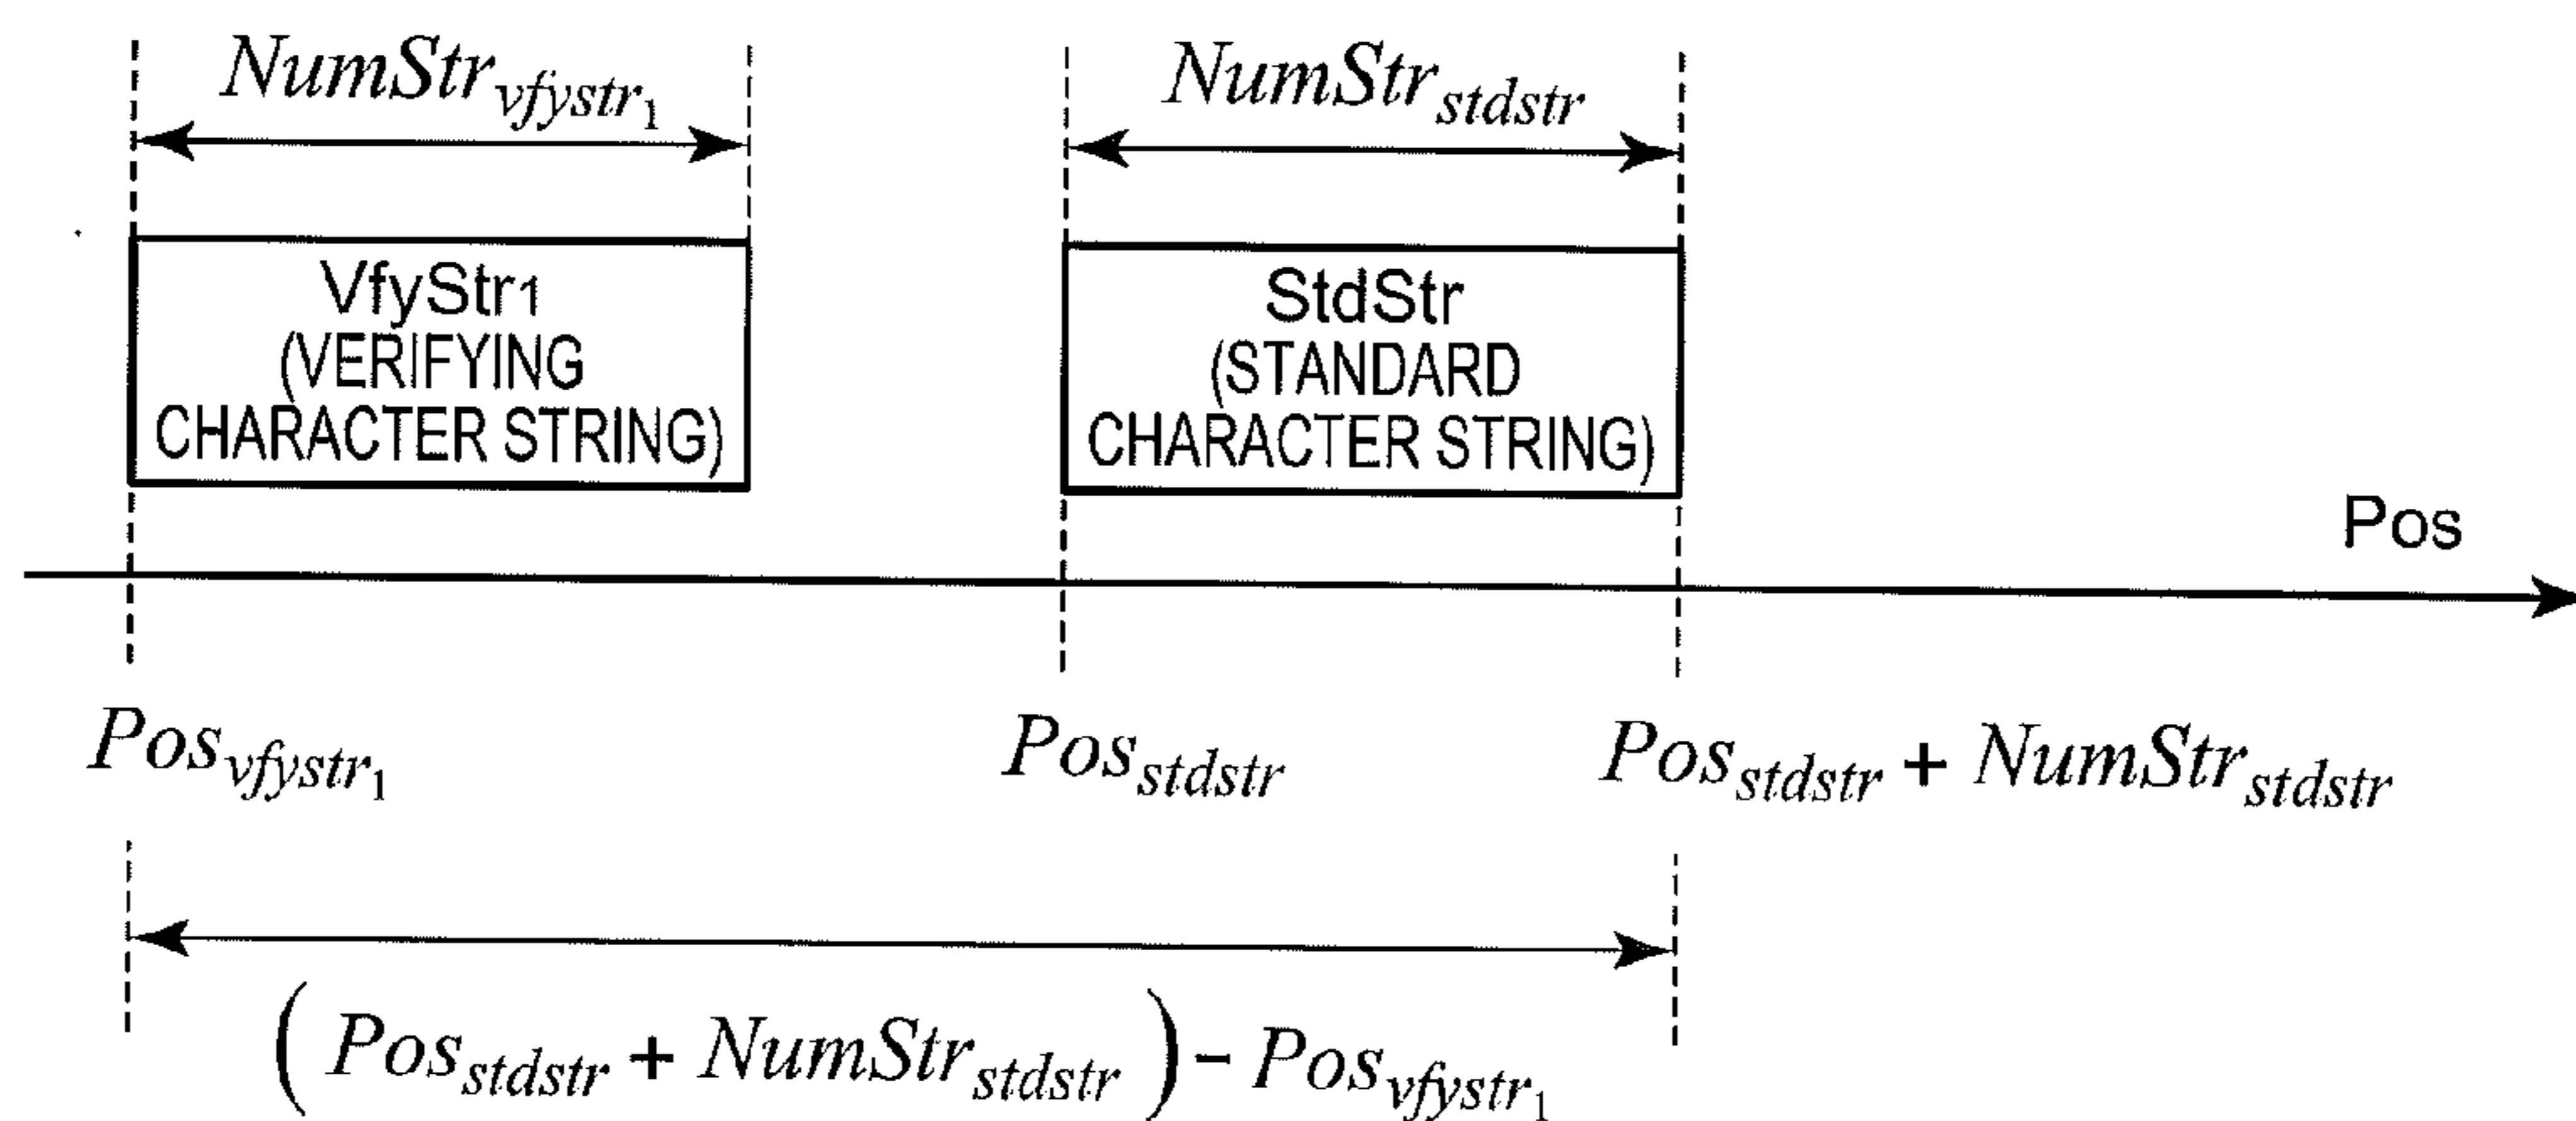 NumStr_vfystr1 NumStr_stdstr
VfyStr1
(VERIFYING
CHARACTER STRING)
StdStr
(STANDARD
CHARACTER STRING)
Pos
Pos_vfystr1 Pos_stdstr Pos_stdstr + NumStr_stdstr
( Pos_stdstr + NumStr_stdstr ) - Pos_vfystr1